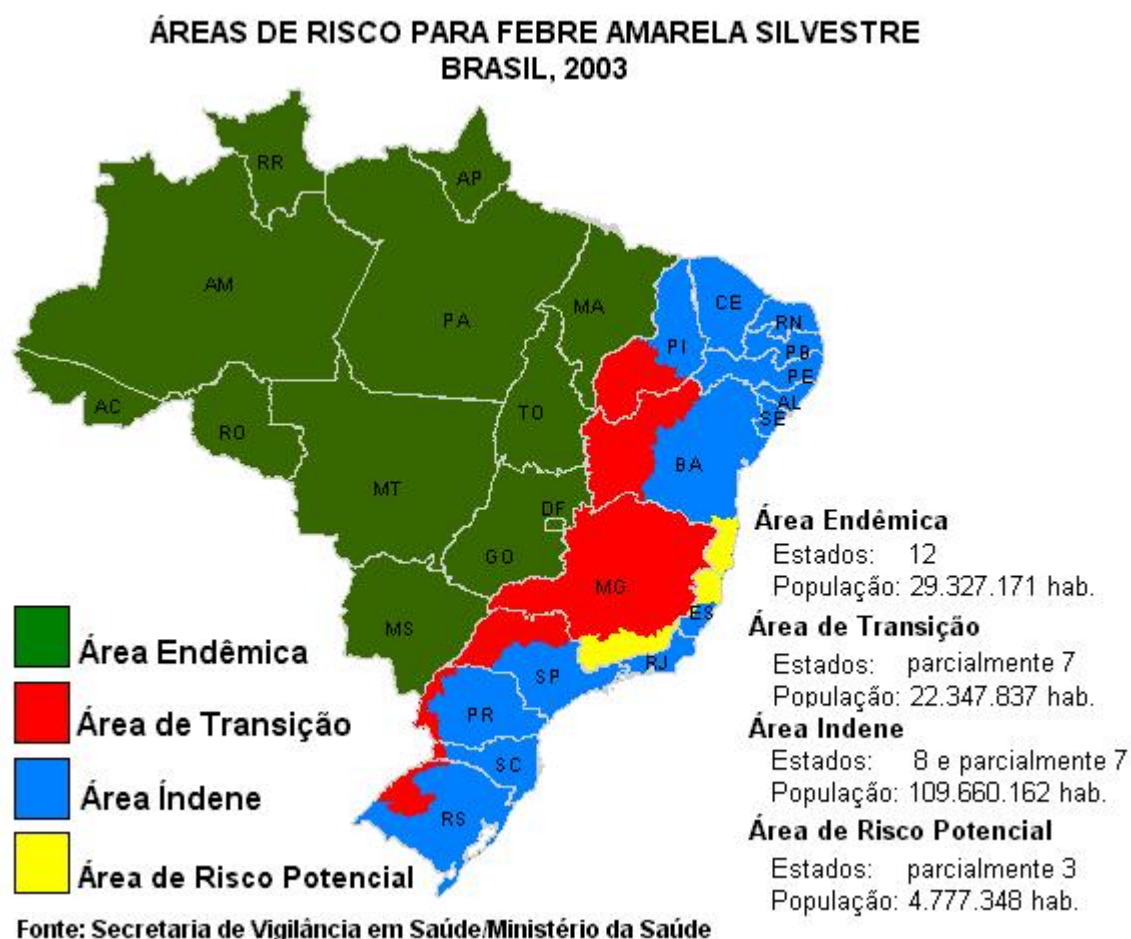 ÁREAS DE RISCO PARA FEBRE AMARELA SILVESTRE
BRASIL, 2003
RR
AP
AM
PA
MA
CE
RN
PI
PB
PE
AL
SE
AC
RO
TO
BA
MT
DF
GO
MG
MS
ES
SP
RJ
PR
SC
RS
Área Endêmica
Área de Transição
Área Índene
Área de Risco Potencial
Área Endêmica
Estados: 12
População: 29.327.171 hab.
Área de Transição
Estados: parcialmente 7
População: 22.347.837 hab.
Área Indene
Estados: 8 e parcialmente 7
População: 109.660.162 hab.
Área de Risco Potencial
Estados: parcialmente 3
População: 4.777.348 hab.
Fonte: Secretaria de Vigilância em Saúde/Ministério da Saúde